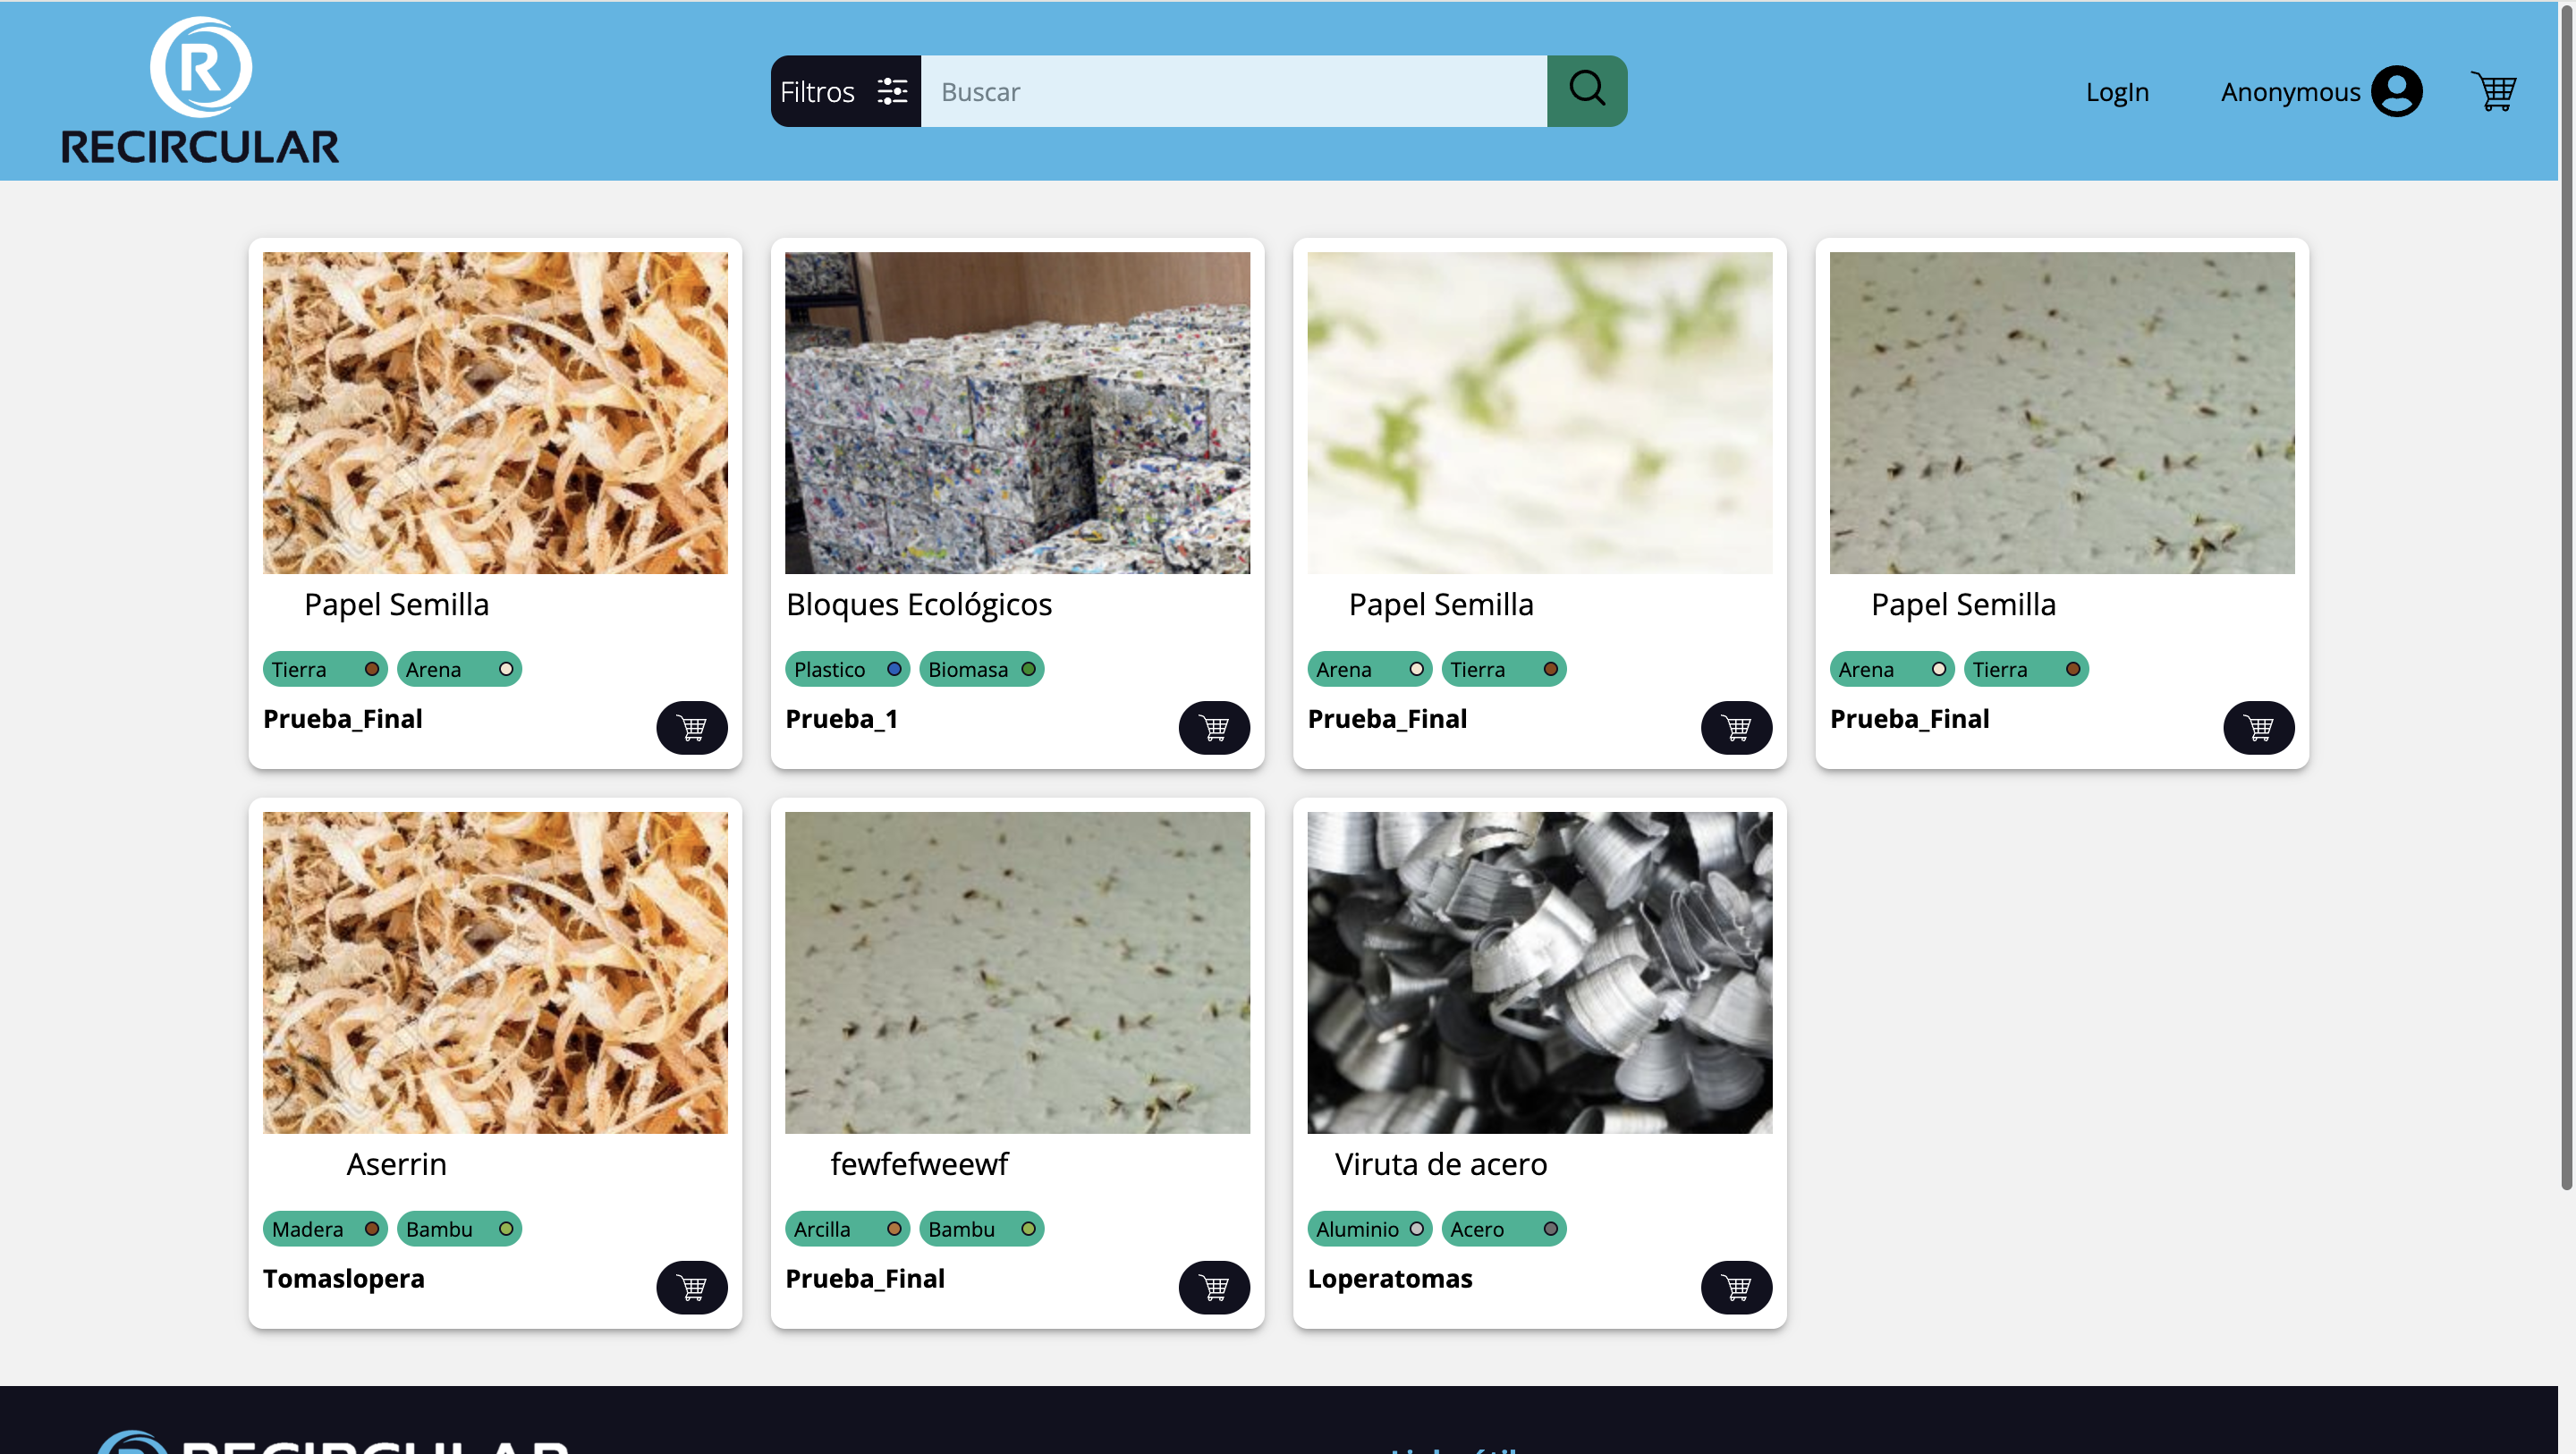 R
RECIRCULAR
Filtros
Buscar
LogIn
Anonymous
Papel Semilla
Tierra Arena
Prueba_Final
Bloques Ecológicos
Plastico Biomasa
Prueba_1
Papel Semilla
Arena Tierra
Prueba_Final
Papel Semilla
Arena Tierra
Prueba_Final
Aserrin
Madera Bambu
Tomaslopera
fewfefweewf
Arcilla Bambu
Prueba_Final
Viruta de acero
Aluminio Acero
Loperatomas
RECIRCULAR